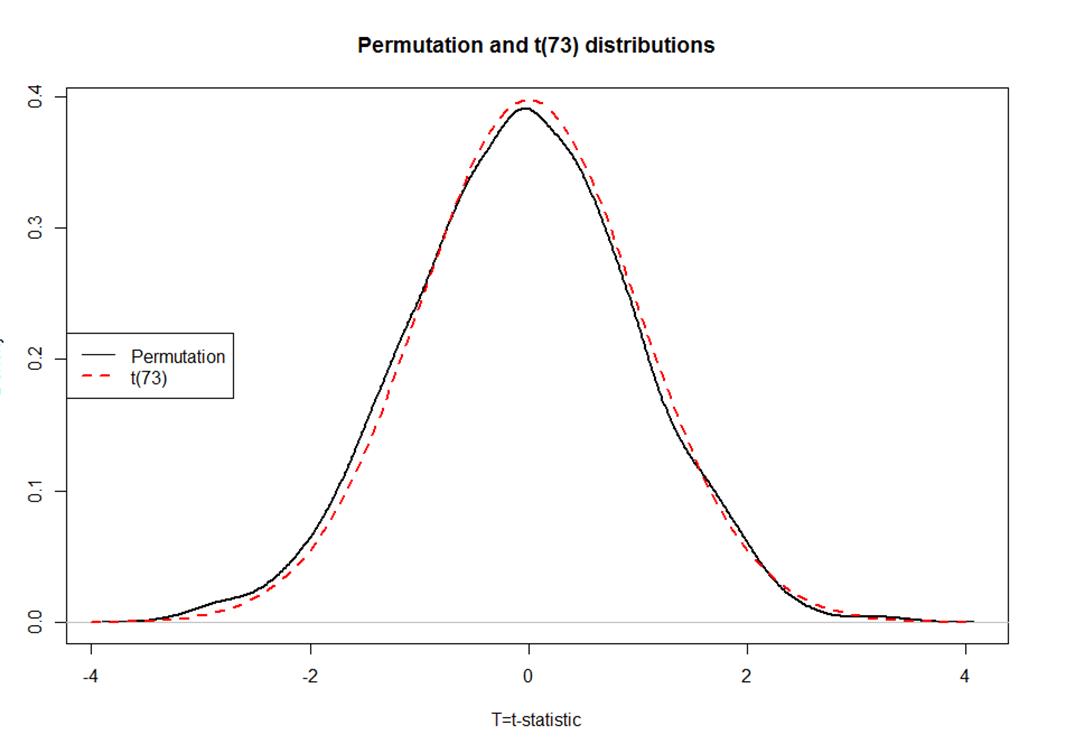 Permutation and t(73) distributions
0.4
0.3
0.2
0.1
0.0
Permutation
t(73)
-4 -2 0 2 4
T=t-statistic